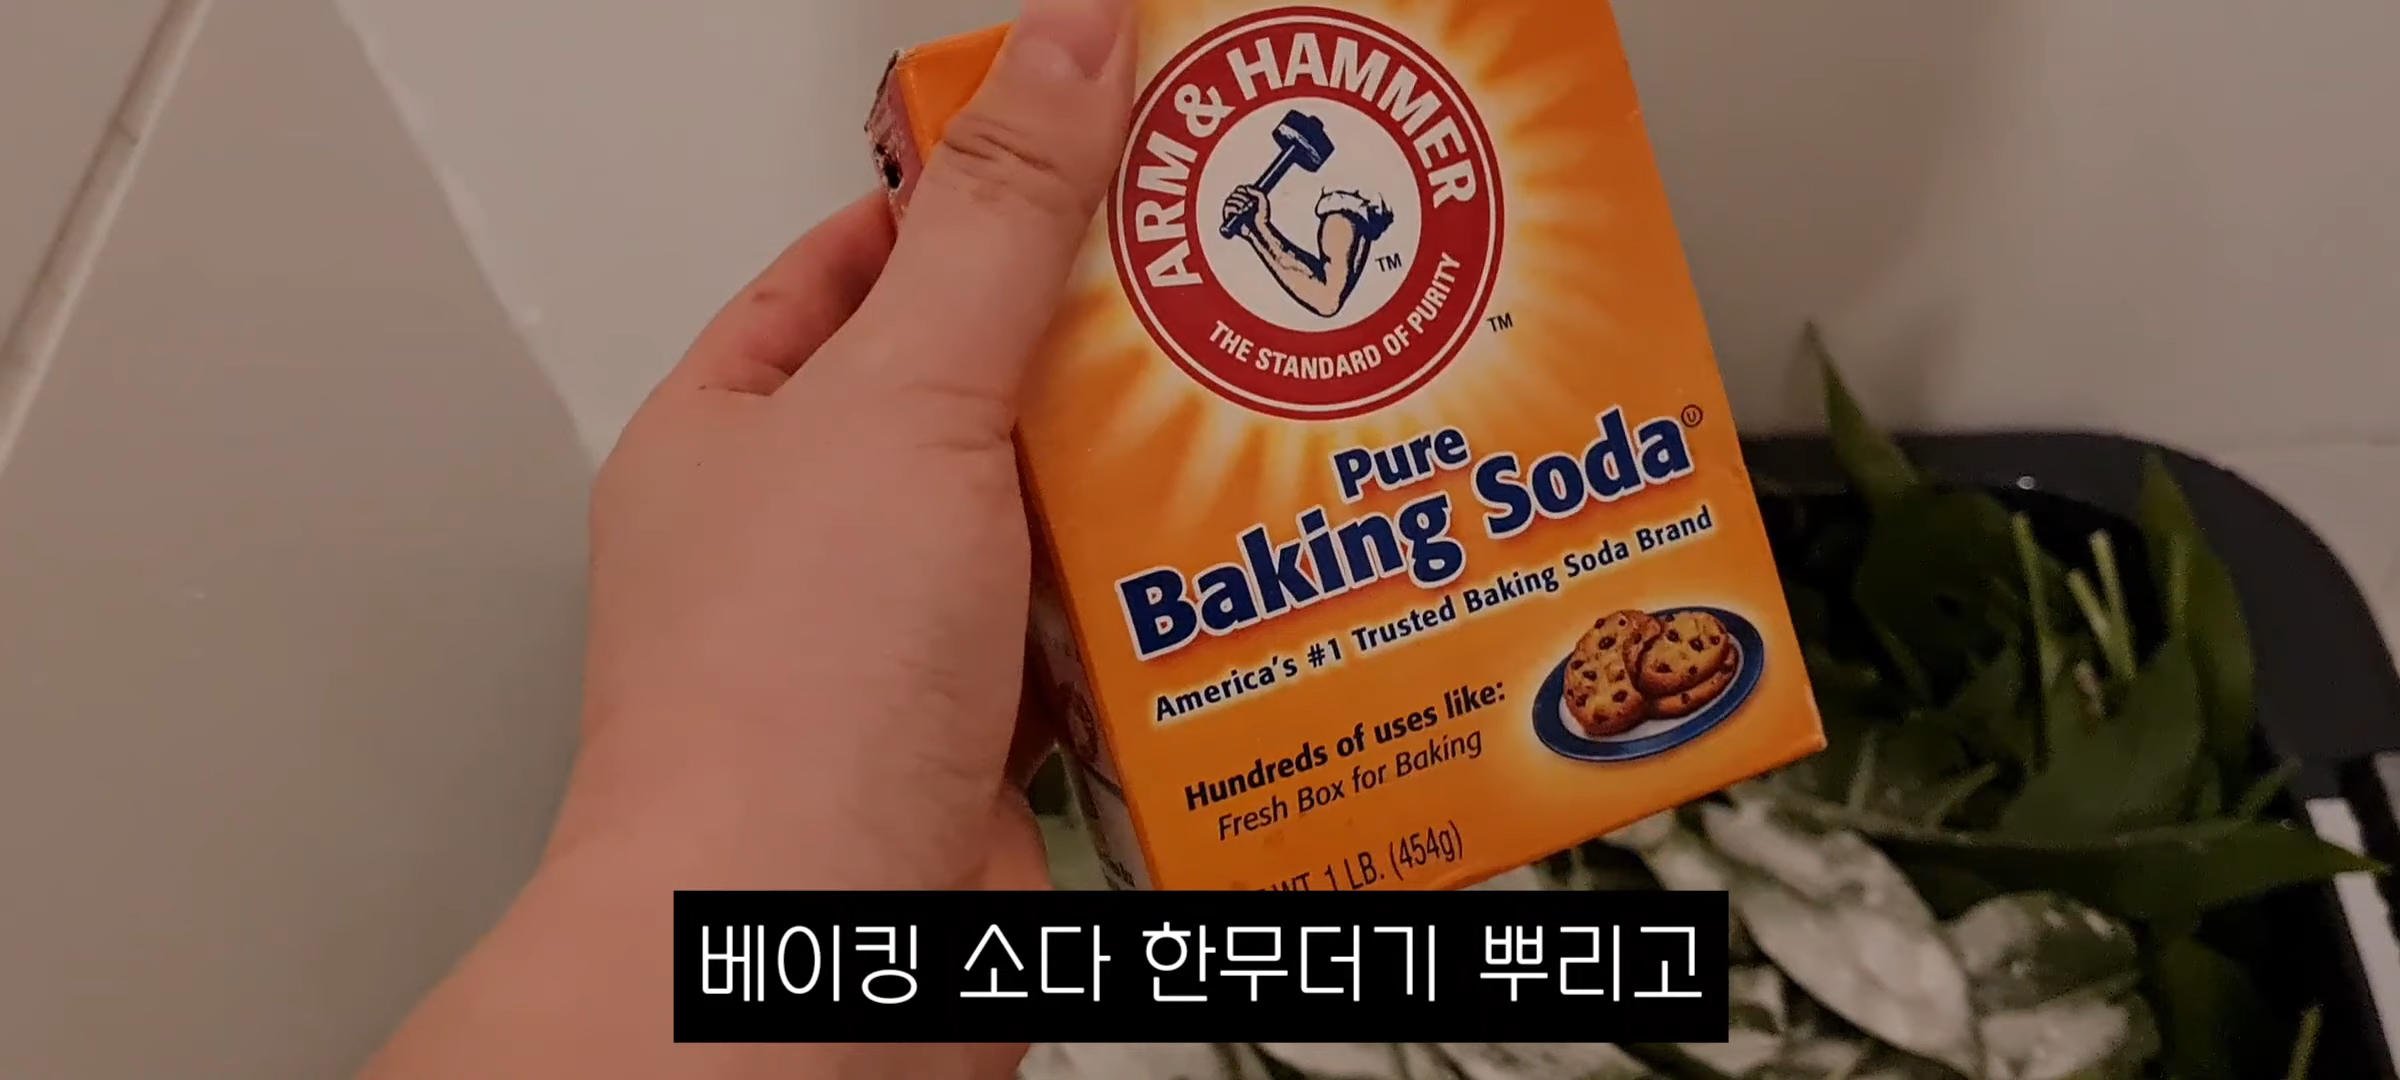 ARM & HAMMER
TM
THE STANDARD OF PURITY
TM
Pure
Baking Soda
America's #1 Trusted Baking Soda Brand
Hundreds of uses like:
Fresh Box for Baking
WT. 1 LB. (454g)
베이킹 소다 한무더기 뿌리고